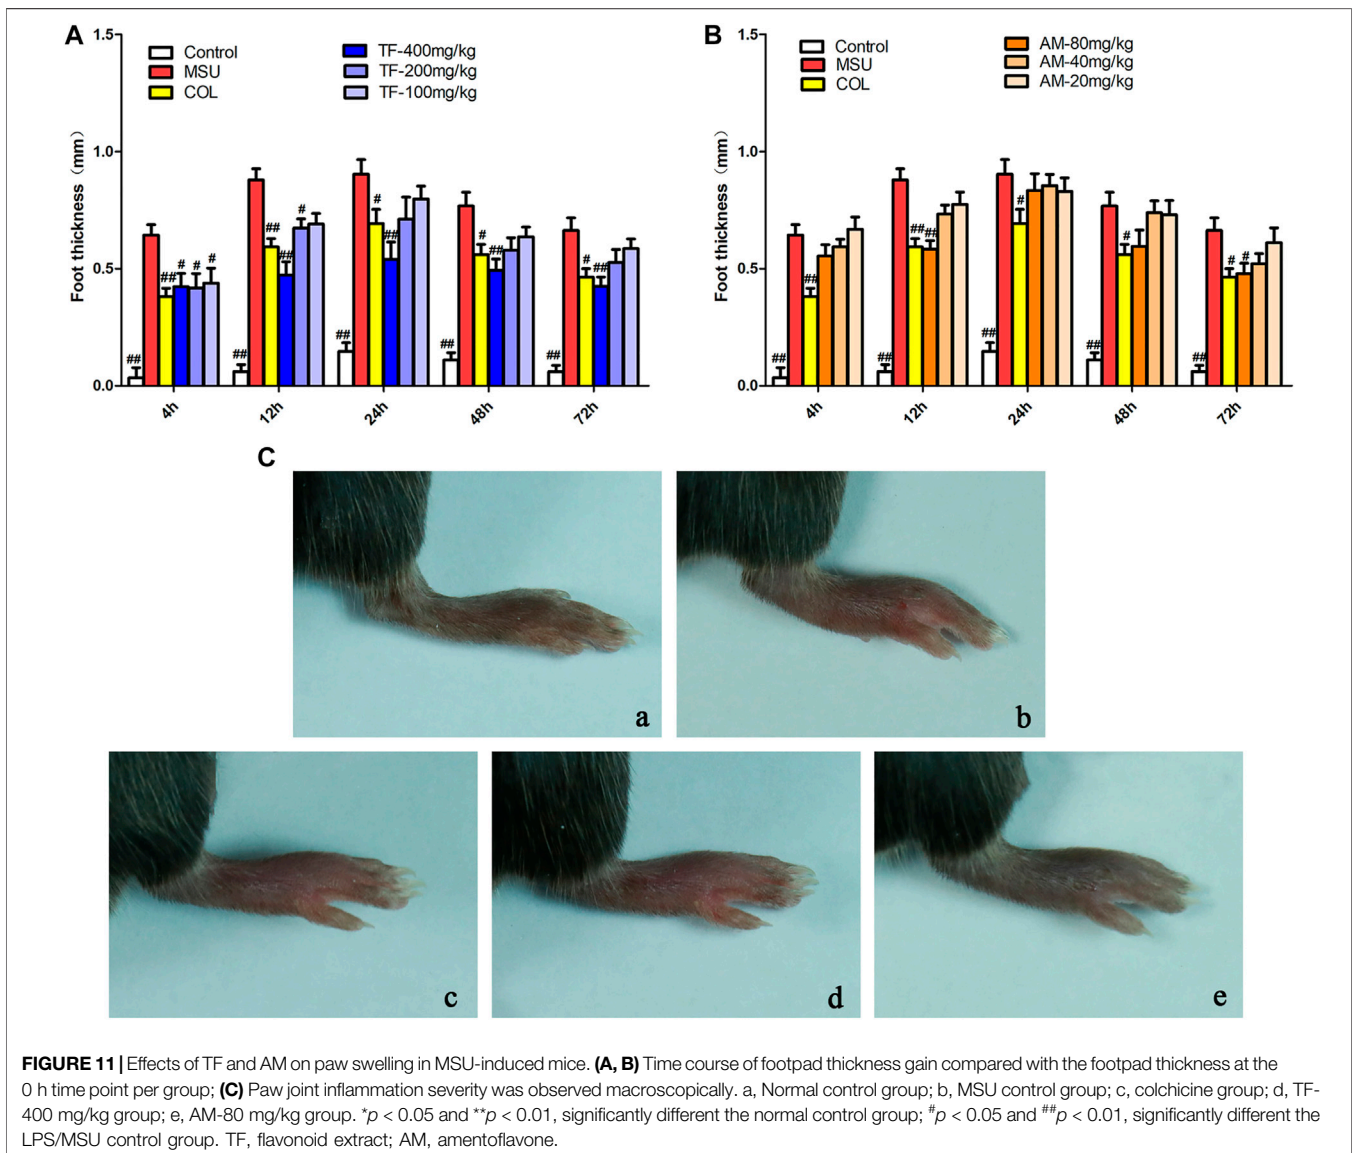 A
1.5
1.0
0.5
0.0
Foot thickness (mm)
Control
MSU
COL
TF-400mg/kg
TF-200mg/kg
TF-100mg/kg
## ## # # #
## ## ## #
## # ##
## # ##
## # ##
4h 12h 24h 48h 72h
B
1.5
1.0
0.5
0.0
Foot thickness (mm)
Control
MSU
COL
AM-80mg/kg
AM-40mg/kg
AM-20mg/kg
## ##
## ## ##
## #
## #
## # #
4h 12h 24h 48h 72h
C
a
b
c
d
e
FIGURE 11 | Effects of TF and AM on paw swelling in MSU-induced mice. (A, B) Time course of footpad thickness gain compared with the footpad thickness at the
0 h time point per group; (C) Paw joint inflammation severity was observed macroscopically. a, Normal control group; b, MSU control group; c, colchicine group; d, TF-
400 mg/kg group; e, AM-80 mg/kg group. *p < 0.05 and **p < 0.01, significantly different the normal control group; #p < 0.05 and ##p < 0.01, significantly different the
LPS/MSU control group. TF, flavonoid extract; AM, amentoflavone.